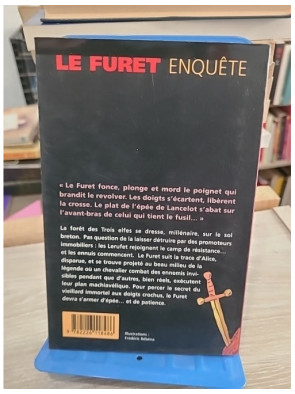 LE FURET ENQUÊTE
« Le Furet fonce, plonge et mord le poignet qui
brandit le revolver. Les doigts s'écartent, libèrent
la crosse. Le plat de l'épée de Lancelot s'abat sur
l'avant-bras de celui qui tient le fusil... »
La forêt des Trois elfes se dresse, millénaire, sur le sol
breton. Pas question de la laisser détruire par des promoteurs
immobiliers : les Lerufet rejoignent le camp de résistance...
et les ennuis commencent. Le Furet suit la trace d'Alice,
disparue, et se trouve projeté au beau milieu de la
légende où un chevalier combat des ennemis invi-
sibles pendant que d'autres, bien réels, exécutent
leur plan machiavélique. Pour percer le secret du
vieillard immortal aux doigts crochus, le Furet
devra s'armer d'épée... et de patience.
Illustrations :
Frédéric Rébéna